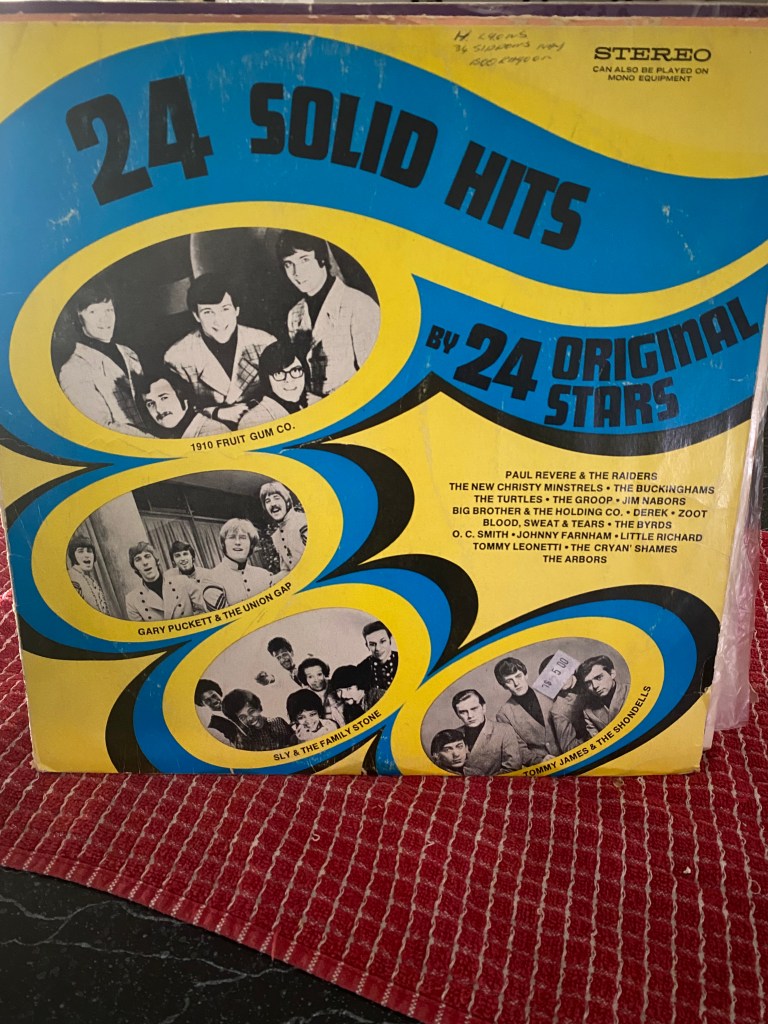 STEREO
CAN ALSO BE PLAYED ON
MONO EQUIPMENT
24 SOLID HITS
BY 24 ORIGINAL
STARS
1910 FRUIT GUM CO.
PAUL REVERE & THE RAIDERS
THE NEW CHRISTY MINSTRELS • THE BUCKINGHAMS
THE TURTLES • THE GROOP • JIM NABORS
BIG BROTHER & THE HOLDING CO. • DEREK • ZOOT
BLOOD, SWEAT & TEARS • THE BYRDS
O. C. SMITH • JOHNNY FARNHAM • LITTLE RICHARD
TOMMY LEONETTI • THE CRYAN' SHAMES
THE ARBORS
GARY PUCKETT & THE UNION GAP
SLY & THE FAMILY STONE
5.00
TOMMY JAMES & THE SHONDELLS